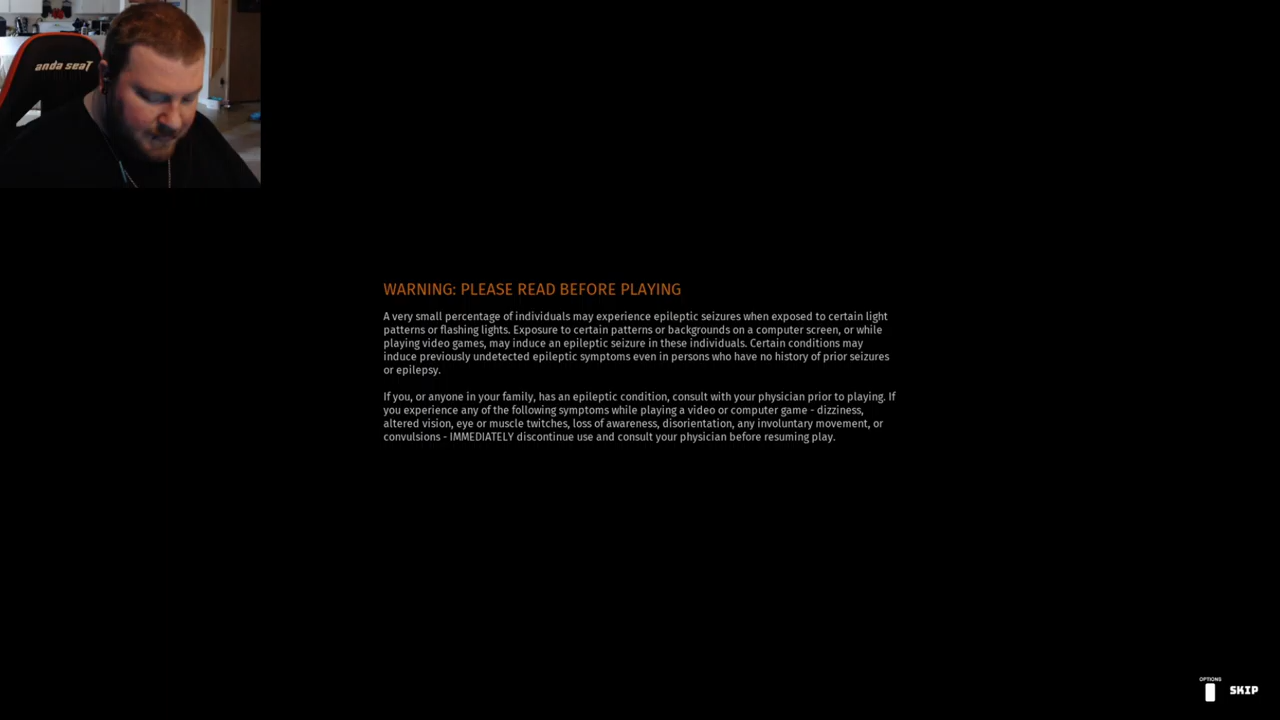 anda seat
WARNING: PLEASE READ BEFORE PLAYING
A very small percentage of individuals may experience epileptic seizures when exposed to certain light
patterns or flashing lights. Exposure to certain patterns or backgrounds on a computer screen, or while
playing video games, may induce an epileptic seizure in these individuals. Certain conditions may
induce previously undetected epileptic symptoms even in persons who have no history of prior seizures
or epilepsy.
If you, or anyone in your family, has an epileptic condition, consult with your physician prior to playing. If
you experience any of the following symptoms while playing a video or computer game - dizziness,
altered vision, eye or muscle twitches, loss of awareness, disorientation, any involuntary movement, or
convulsions - IMMEDIATELY discontinue use and consult your physician before resuming play.
OPTIONS
SKIP